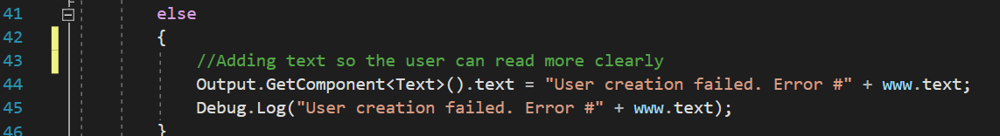 41 else
42 {
43 //Adding text so the user can read more clearly
44 Output.GetComponent<Text>().text = "User creation failed. Error #" + www.text;
45 Debug.Log("User creation failed. Error #" + www.text);
46 }